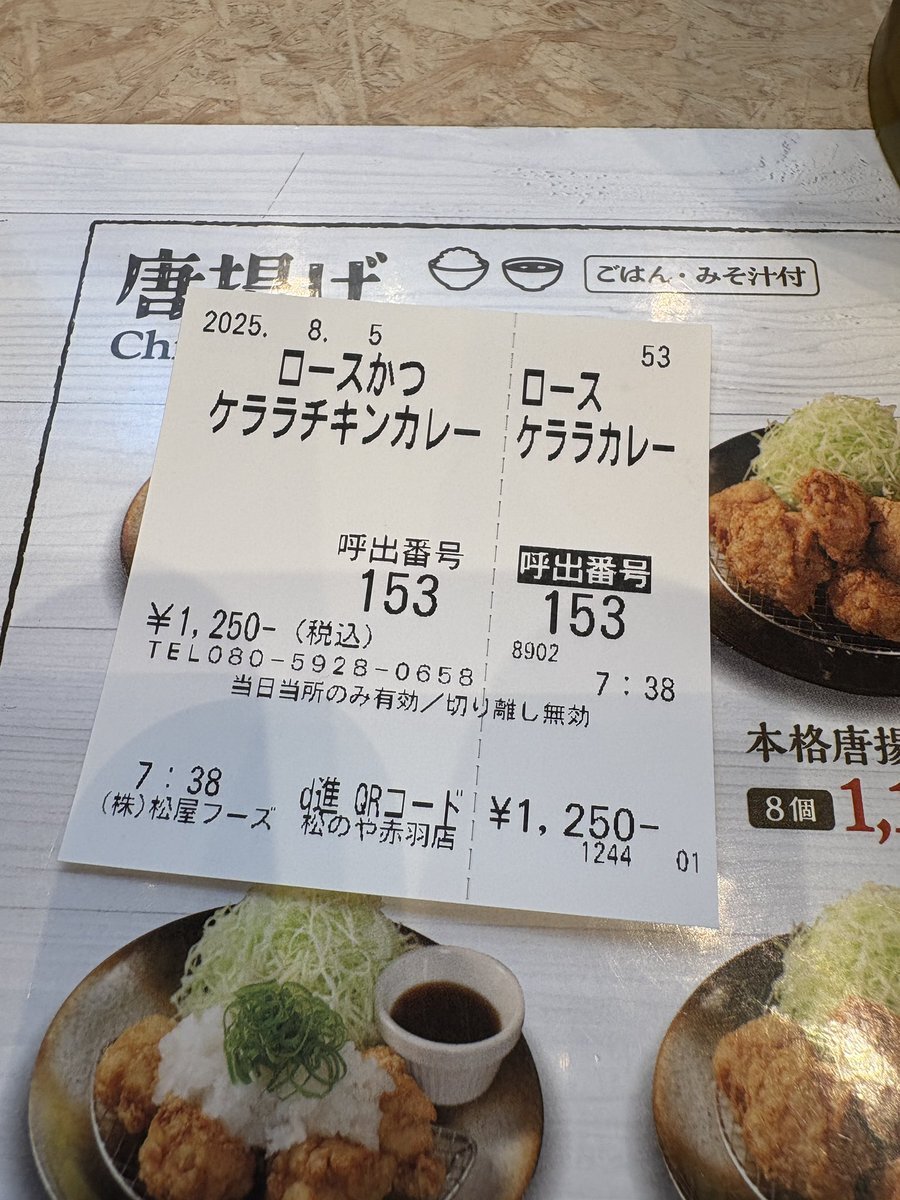 唐揚げ
ごはん・みそ汁付
2025. 8. 5
ロースかつ
ケララチキンカレー
呼出番号
153
¥1,250-(税込)
TEL080-5928-0658
当日当所のみ有効/切り離し無効
7:38
d進 QRコード
(株)松屋フーズ 松のや赤羽店
53
ロース
ケララカレー
呼出番号
153
8902
7:38
¥1,250-
1244 01
本格唐揚
8個